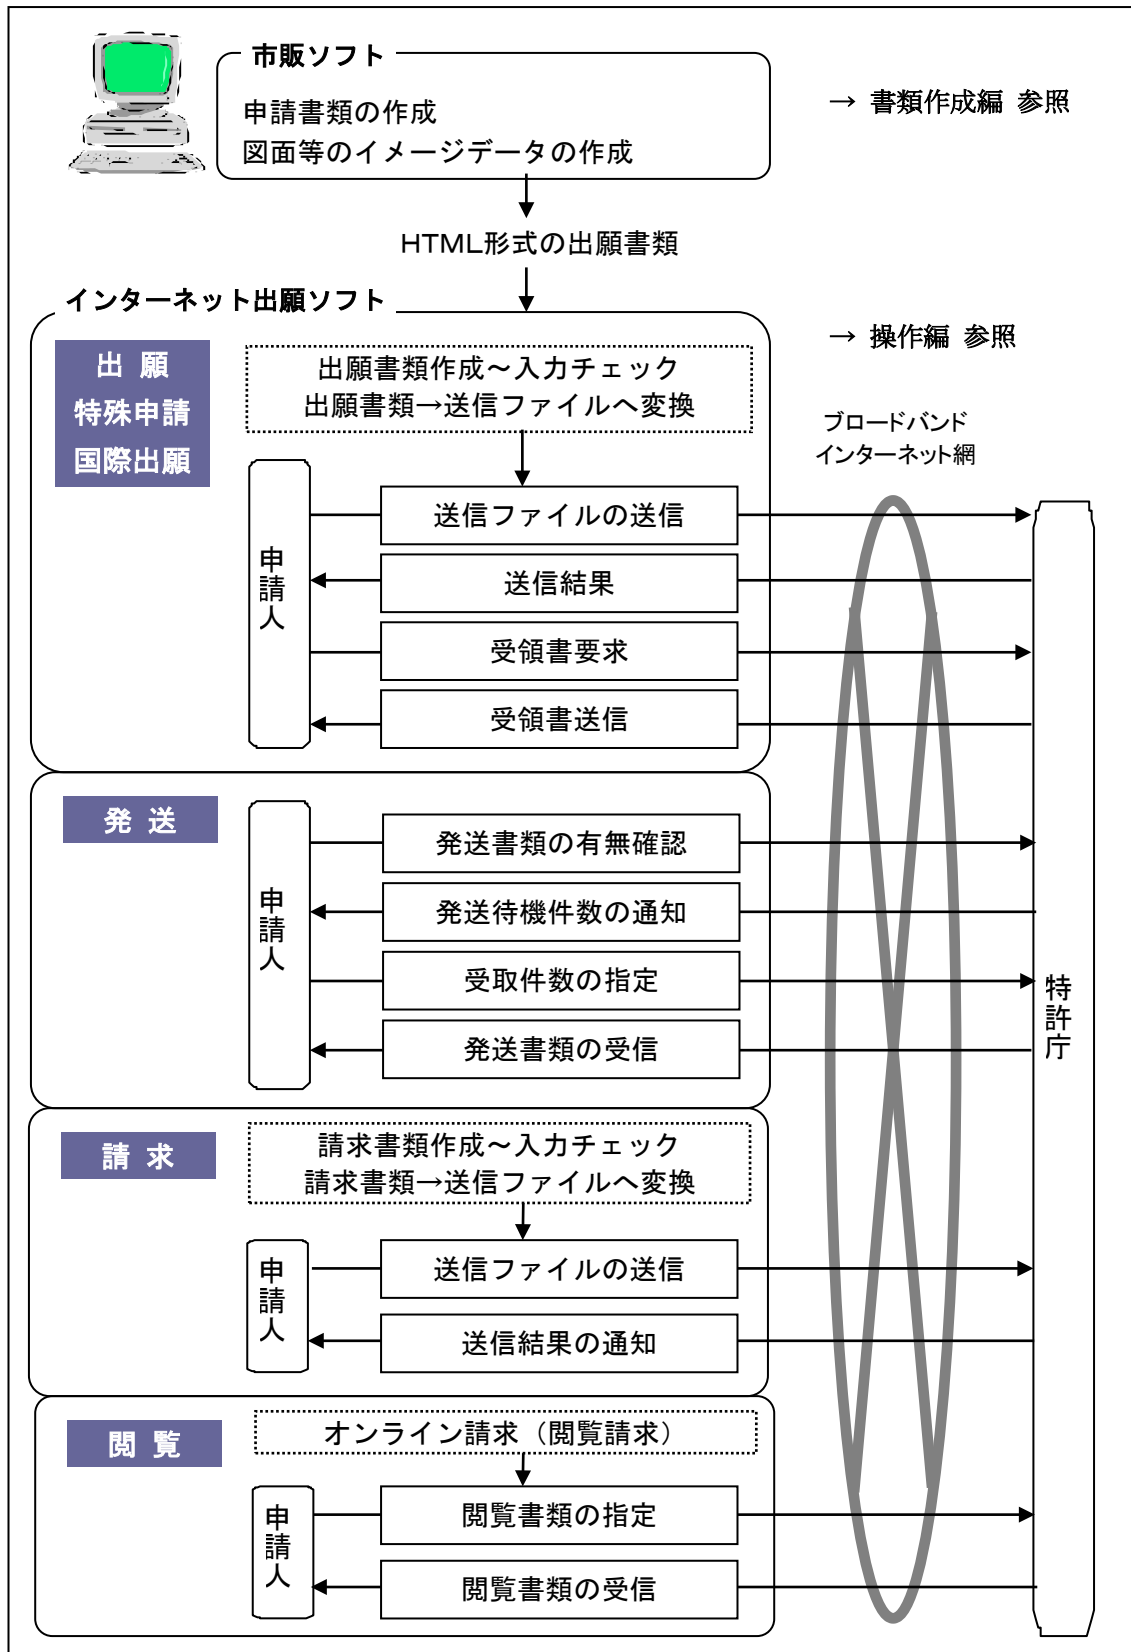 市販ソフト
申請書類の作成
図面等のイメージデータの作成
→ 書類作成編 参照
HTML形式の出願書類
インターネット出願ソフト
→ 操作編 参照
出 願
特殊申請
国際出願
出願書類作成～入力チェック
出願書類→送信ファイルへ変換
ブロードバンド
インターネット網
申請人
送信ファイルの送信
送信結果
受領書要求
受領書送信
発 送
申請人
発送書類の有無確認
発送待機件数の通知
受取件数の指定
発送書類の受信
特許庁
請 求
請求書類作成～入力チェック
請求書類→送信ファイルへ変換
申請人
送信ファイルの送信
送信結果の通知
閲 覧
オンライン請求（閲覧請求）
申請人
閲覧書類の指定
閲覧書類の受信